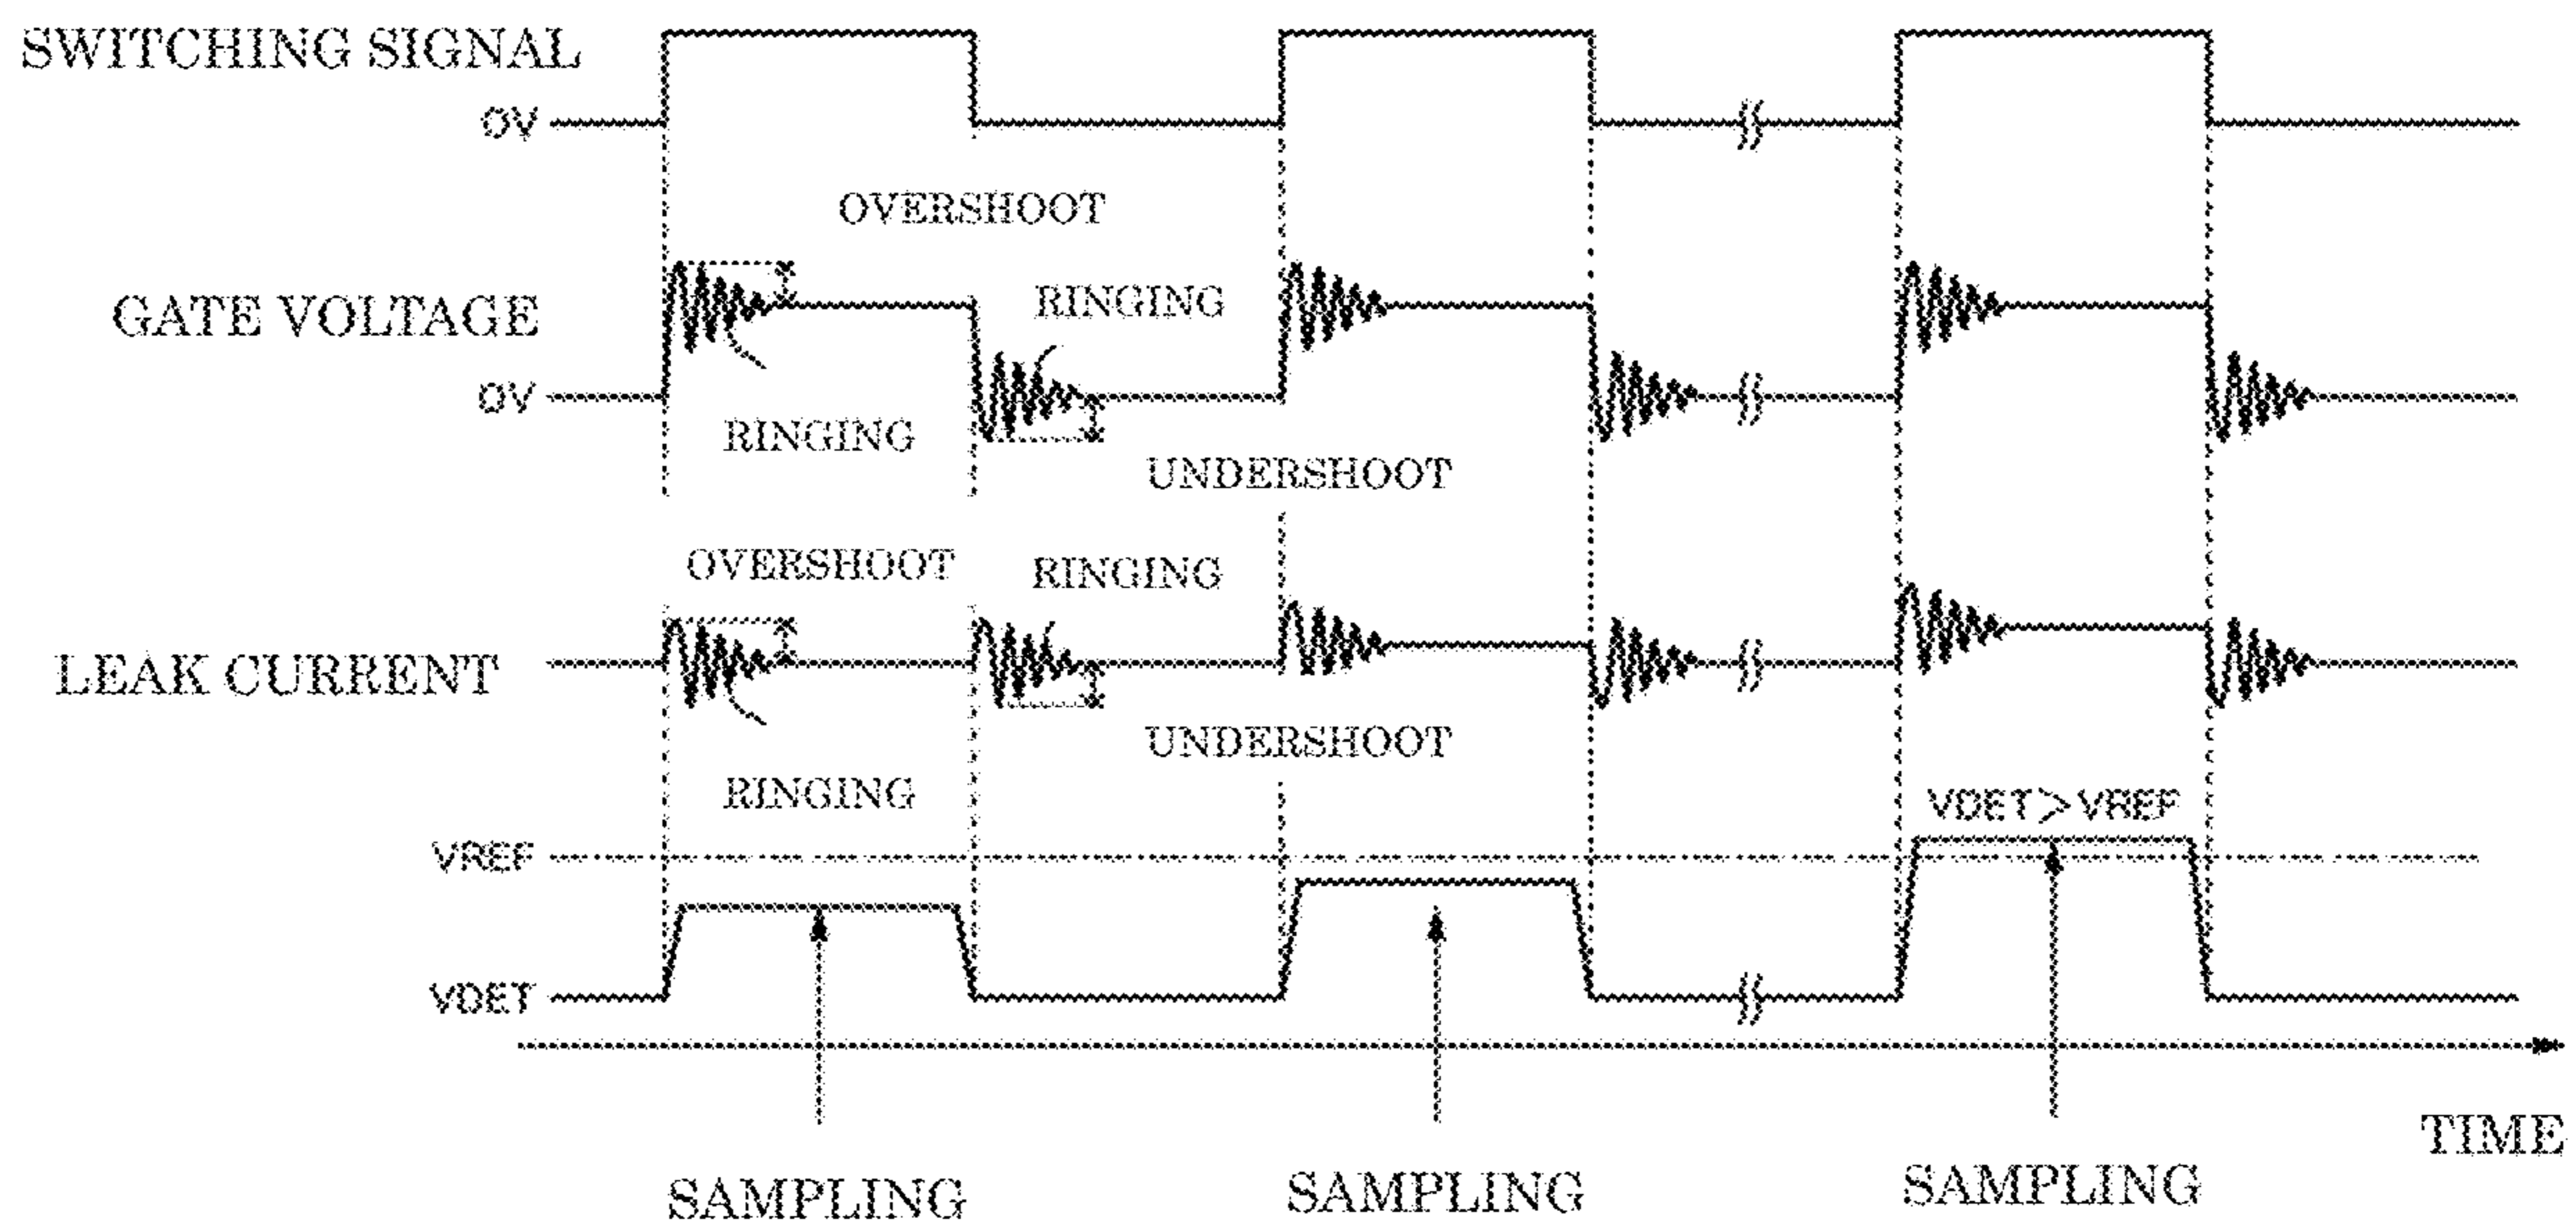 SWITCHING SIGNAL
0V
OVERSHOOT
GATE VOLTAGE
RINGING
0V
RINGING
UNDERSHOOT
OVERSHOOT
RINGING
LEAK CURRENT
UNDERSHOOT
RINGING
VDET>VREF
VREF
VDET
TIME
SAMPLING
SAMPLING
SAMPLING